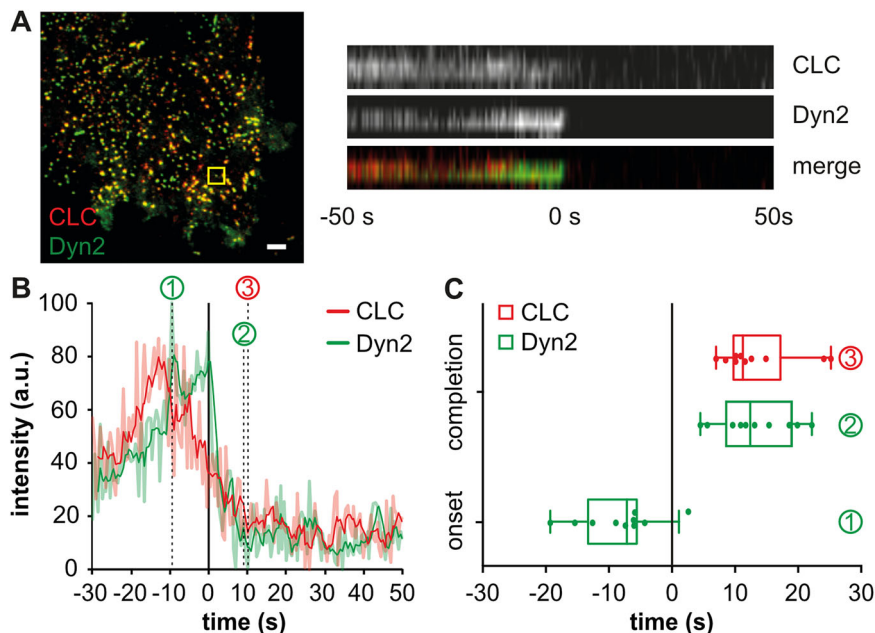 A
CLC
Dyn2
CLC
Dyn2
merge
-50 s
0 s
50s
B
1
3
2
CLC
Dyn2
intensity (a.u.)
100
80
60
40
20
0
-30 -20 -10 0 10 20 30 40 50
time (s)
C
CLC
Dyn2
completion
onset
3
2
1
-30 -20 -10 0 10 20 30
time (s)